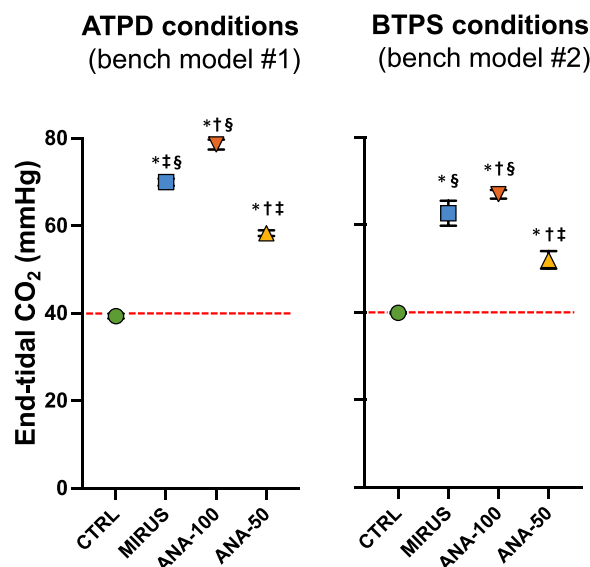 ATPD conditions
(bench model #1)
BTPS conditions
(bench model #2)
End-tidal CO₂ (mmHg)
80
60
40
20
0
*‡§
*†§
*†‡
* §
*†§
*†‡
CTRL
MIRUS
ANA-100
ANA-50
CTRL
MIRUS
ANA-100
ANA-50